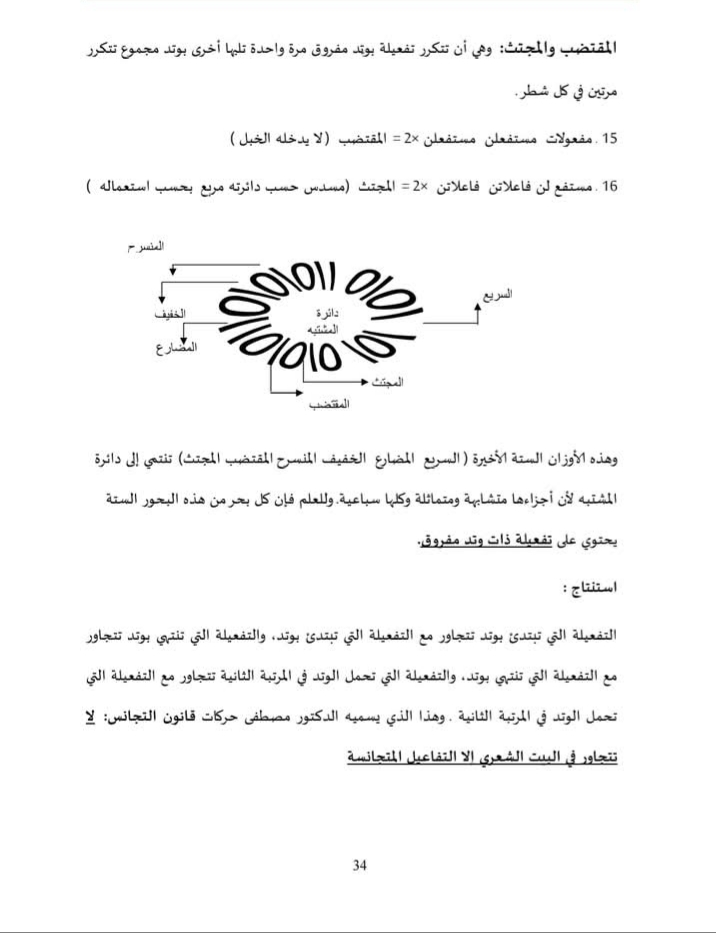 المقتضب والمجتث: وهي أن تتكرر تفعيلة بوتد مفروق مرة واحدة تليها أخرى بوتد مجموع تتكرر
مرتين في كل شطر.
15. مفعولات مستفعلن مستفعلن ×2 = المقتضب (لا يدخله الخبل)
16. مستفع لن فاعلاتن فاعلاتن ×2 = المجتث (مسدس حسب دائرته مربع بحسب استعماله )
المنسرح
السريع
الخفيف
دائرة
المشتبه
المضارع
المجتث
المقتضب
وهذه الأوزان الستة الأخيرة ( السريع المضارع الخفيف المنسرح المقتضب المجتث) تنتمي إلى دائرة
المشتبه لأن أجزاءها متشابهة ومتماثلة وكلها سباعية. وللعلم فإن كل بحر من هذه البحور الستة
يحتوي على تفعيلة ذات وتد مفروق.
استنتاج :
التفعيلة التي تبتدئ بوتد تتجاور مع التفعيلة التي تبتدئ بوتد، والتفعيلة التي تنتهي بوتد تتجاور
مع التفعيلة التي تنتهي بوتد، والتفعيلة التي تحمل الوتد في المرتبة الثانية تتجاور مع التفعيلة التي
تحمل الوتد في المرتبة الثانية . وهذا الذي يسميه الدكتور مصطفى حركات قانون التجانس: لا
تتجاور في البيت الشعري إلا التفاعيل المتجانسة
34